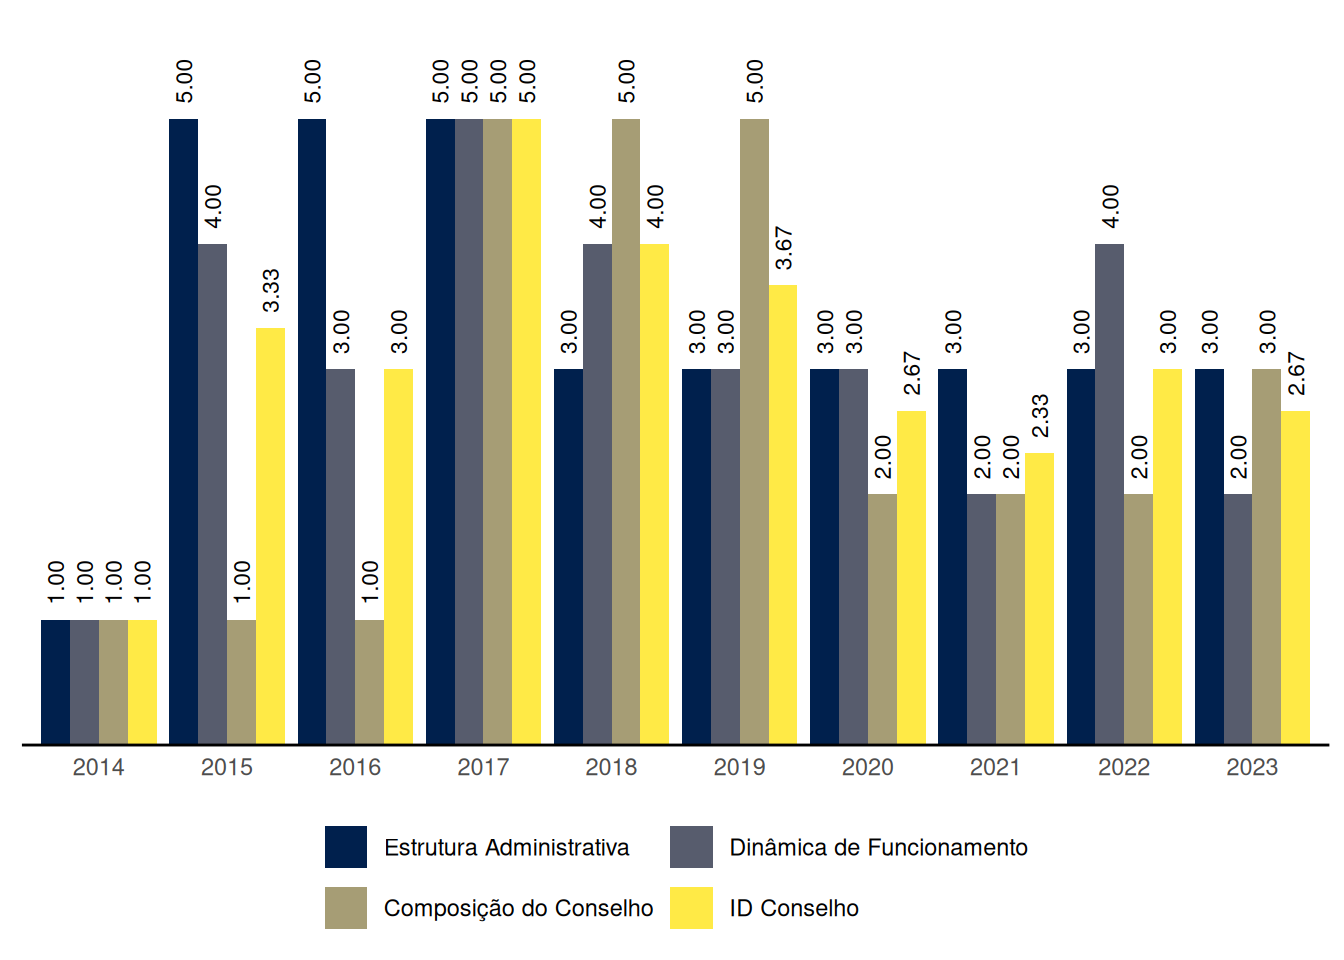 1.00 1.00 1.00 1.00
5.00 4.00 1.00 3.33
5.00 3.00 1.00 3.00
5.00 5.00 5.00 5.00
3.00 4.00 5.00 4.00
3.00 3.00 5.00 3.67
3.00 3.00 2.00 2.67
3.00 2.00 2.00 2.33
3.00 4.00 2.00 3.00
3.00 2.00 3.00 2.67
2014 2015 2016 2017 2018 2019 2020 2021 2022 2023
Estrutura Administrativa Dinâmica de Funcionamento
Composição do Conselho ID Conselho